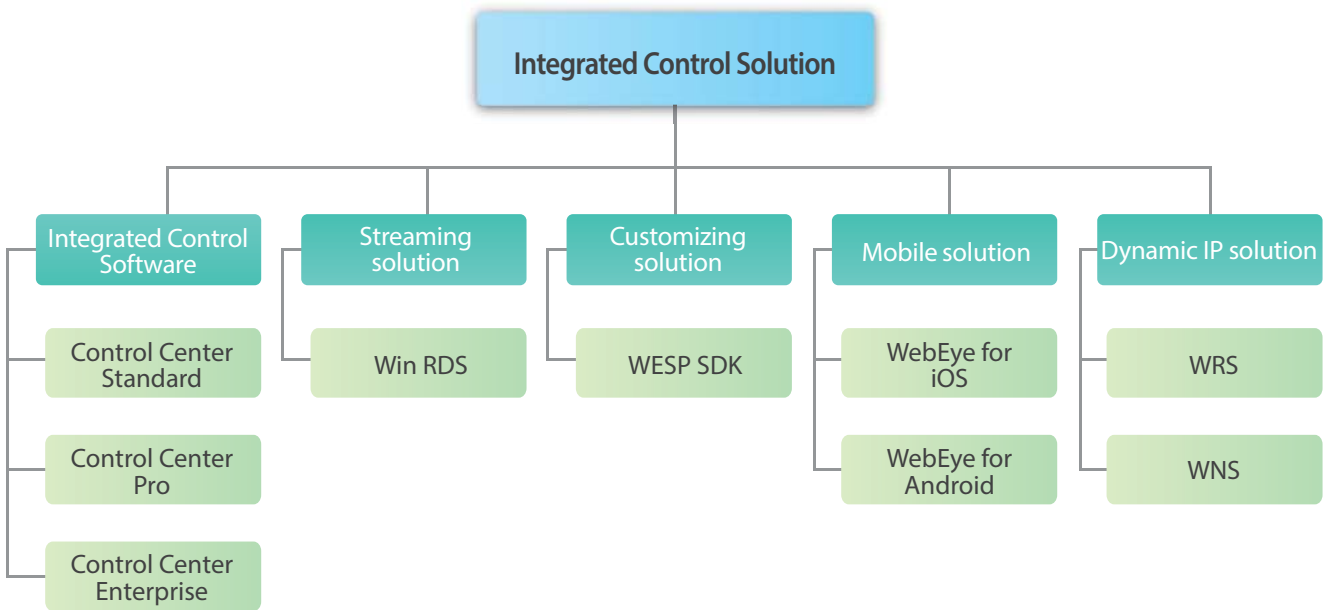 Integrated Control Solution
Integrated Control
Software
Streaming
solution
Customizing
solution
Mobile solution
Dynamic IP solution
Control Center
Standard
Win RDS
WESP SDK
WebEye for
iOS
WRS
Control Center
Pro
WebEye for
Android
WNS
Control Center
Enterprise